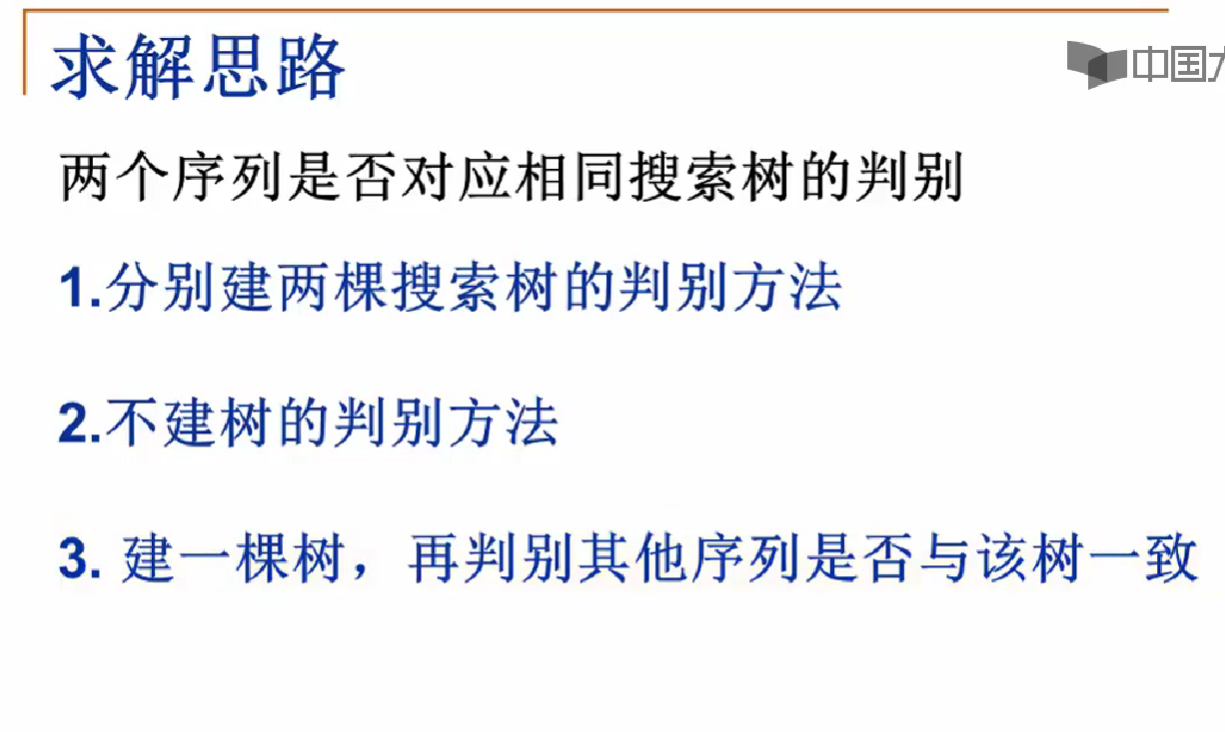 求解思路
中国大
两个序列是否对应相同搜索树的判别
1.分别建两棵搜索树的判别方法
2.不建树的判别方法
3. 建一棵树，再判别其他序列是否与该树一致